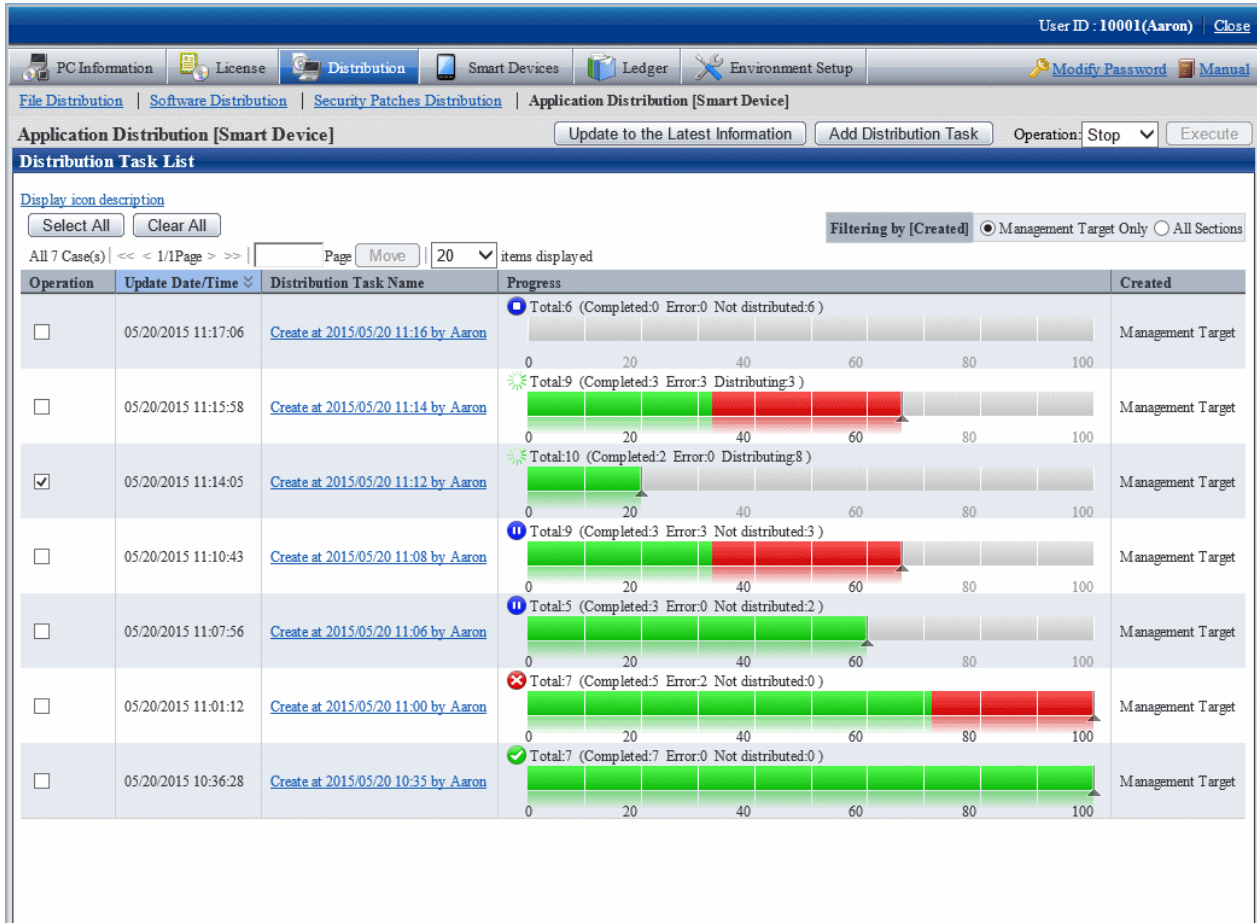 User ID : 10001(Aaron) | Close
PC Information License Distribution Smart Devices Ledger Environment Setup Modify Password Manual
File Distribution | Software Distribution | Security Patches Distribution | Application Distribution [Smart Device]
Application Distribution [Smart Device] Update to the Latest Information Add Distribution Task Operation: Stop Execute
Distribution Task List
Display icon description
Select All Clear All Filtering by [Created] Management Target Only All Sections
All 7 Case(s) | << < 1/1Page > >> | Page Move | 20 items displayed
Operation Update Date/Time Distribution Task Name Progress Created
Total:6 (Completed:0 Error:0 Not distributed:6 )
05/20/2015 11:17:06 Create at 2015/05/20 11:16 by Aaron Management Target
0 20 40 60 80 100
Total:9 (Completed:3 Error:3 Distributing:3 )
05/20/2015 11:15:58 Create at 2015/05/20 11:14 by Aaron Management Target
0 20 40 60 80 100
Total:10 (Completed:2 Error:0 Distributing:8 )
05/20/2015 11:14:05 Create at 2015/05/20 11:12 by Aaron Management Target
0 20 40 60 80 100
Total:9 (Completed:3 Error:3 Not distributed:3 )
05/20/2015 11:10:43 Create at 2015/05/20 11:08 by Aaron Management Target
0 20 40 60 80 100
Total:5 (Completed:3 Error:0 Not distributed:2 )
05/20/2015 11:07:56 Create at 2015/05/20 11:06 by Aaron Management Target
0 20 40 60 80 100
Total:7 (Completed:5 Error:2 Not distributed:0 )
05/20/2015 11:01:12 Create at 2015/05/20 11:00 by Aaron Management Target
0 20 40 60 80 100
Total:7 (Completed:7 Error:0 Not distributed:0 )
05/20/2015 10:36:28 Create at 2015/05/20 10:35 by Aaron Management Target
0 20 40 60 80 100